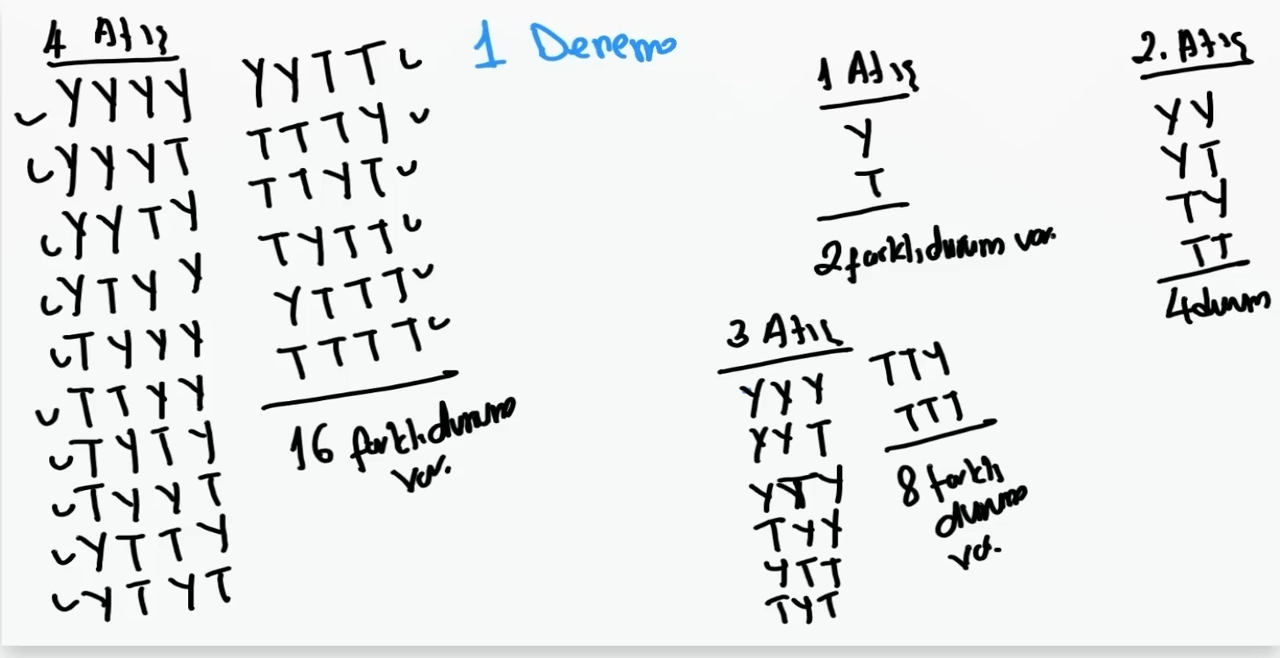 4 Atış
YYYY
YYYT
YYTY
YTYY
TYYY
TTYY
TYTY
TYYT
YTTY
YTYT
YYTT
TTTY
TTYT
TYTT
YTTT
TTTT
16 farklı durum
var.
1 Deneme
1 Atış
Y
T
2 farklı durum var.
2. Atış
YY
YT
TY
TT
4 durum
3 Atış
YYY
YYT
YTY
TYY
YTT
TYT
TTY
TTT
8 farklı
durum
var.